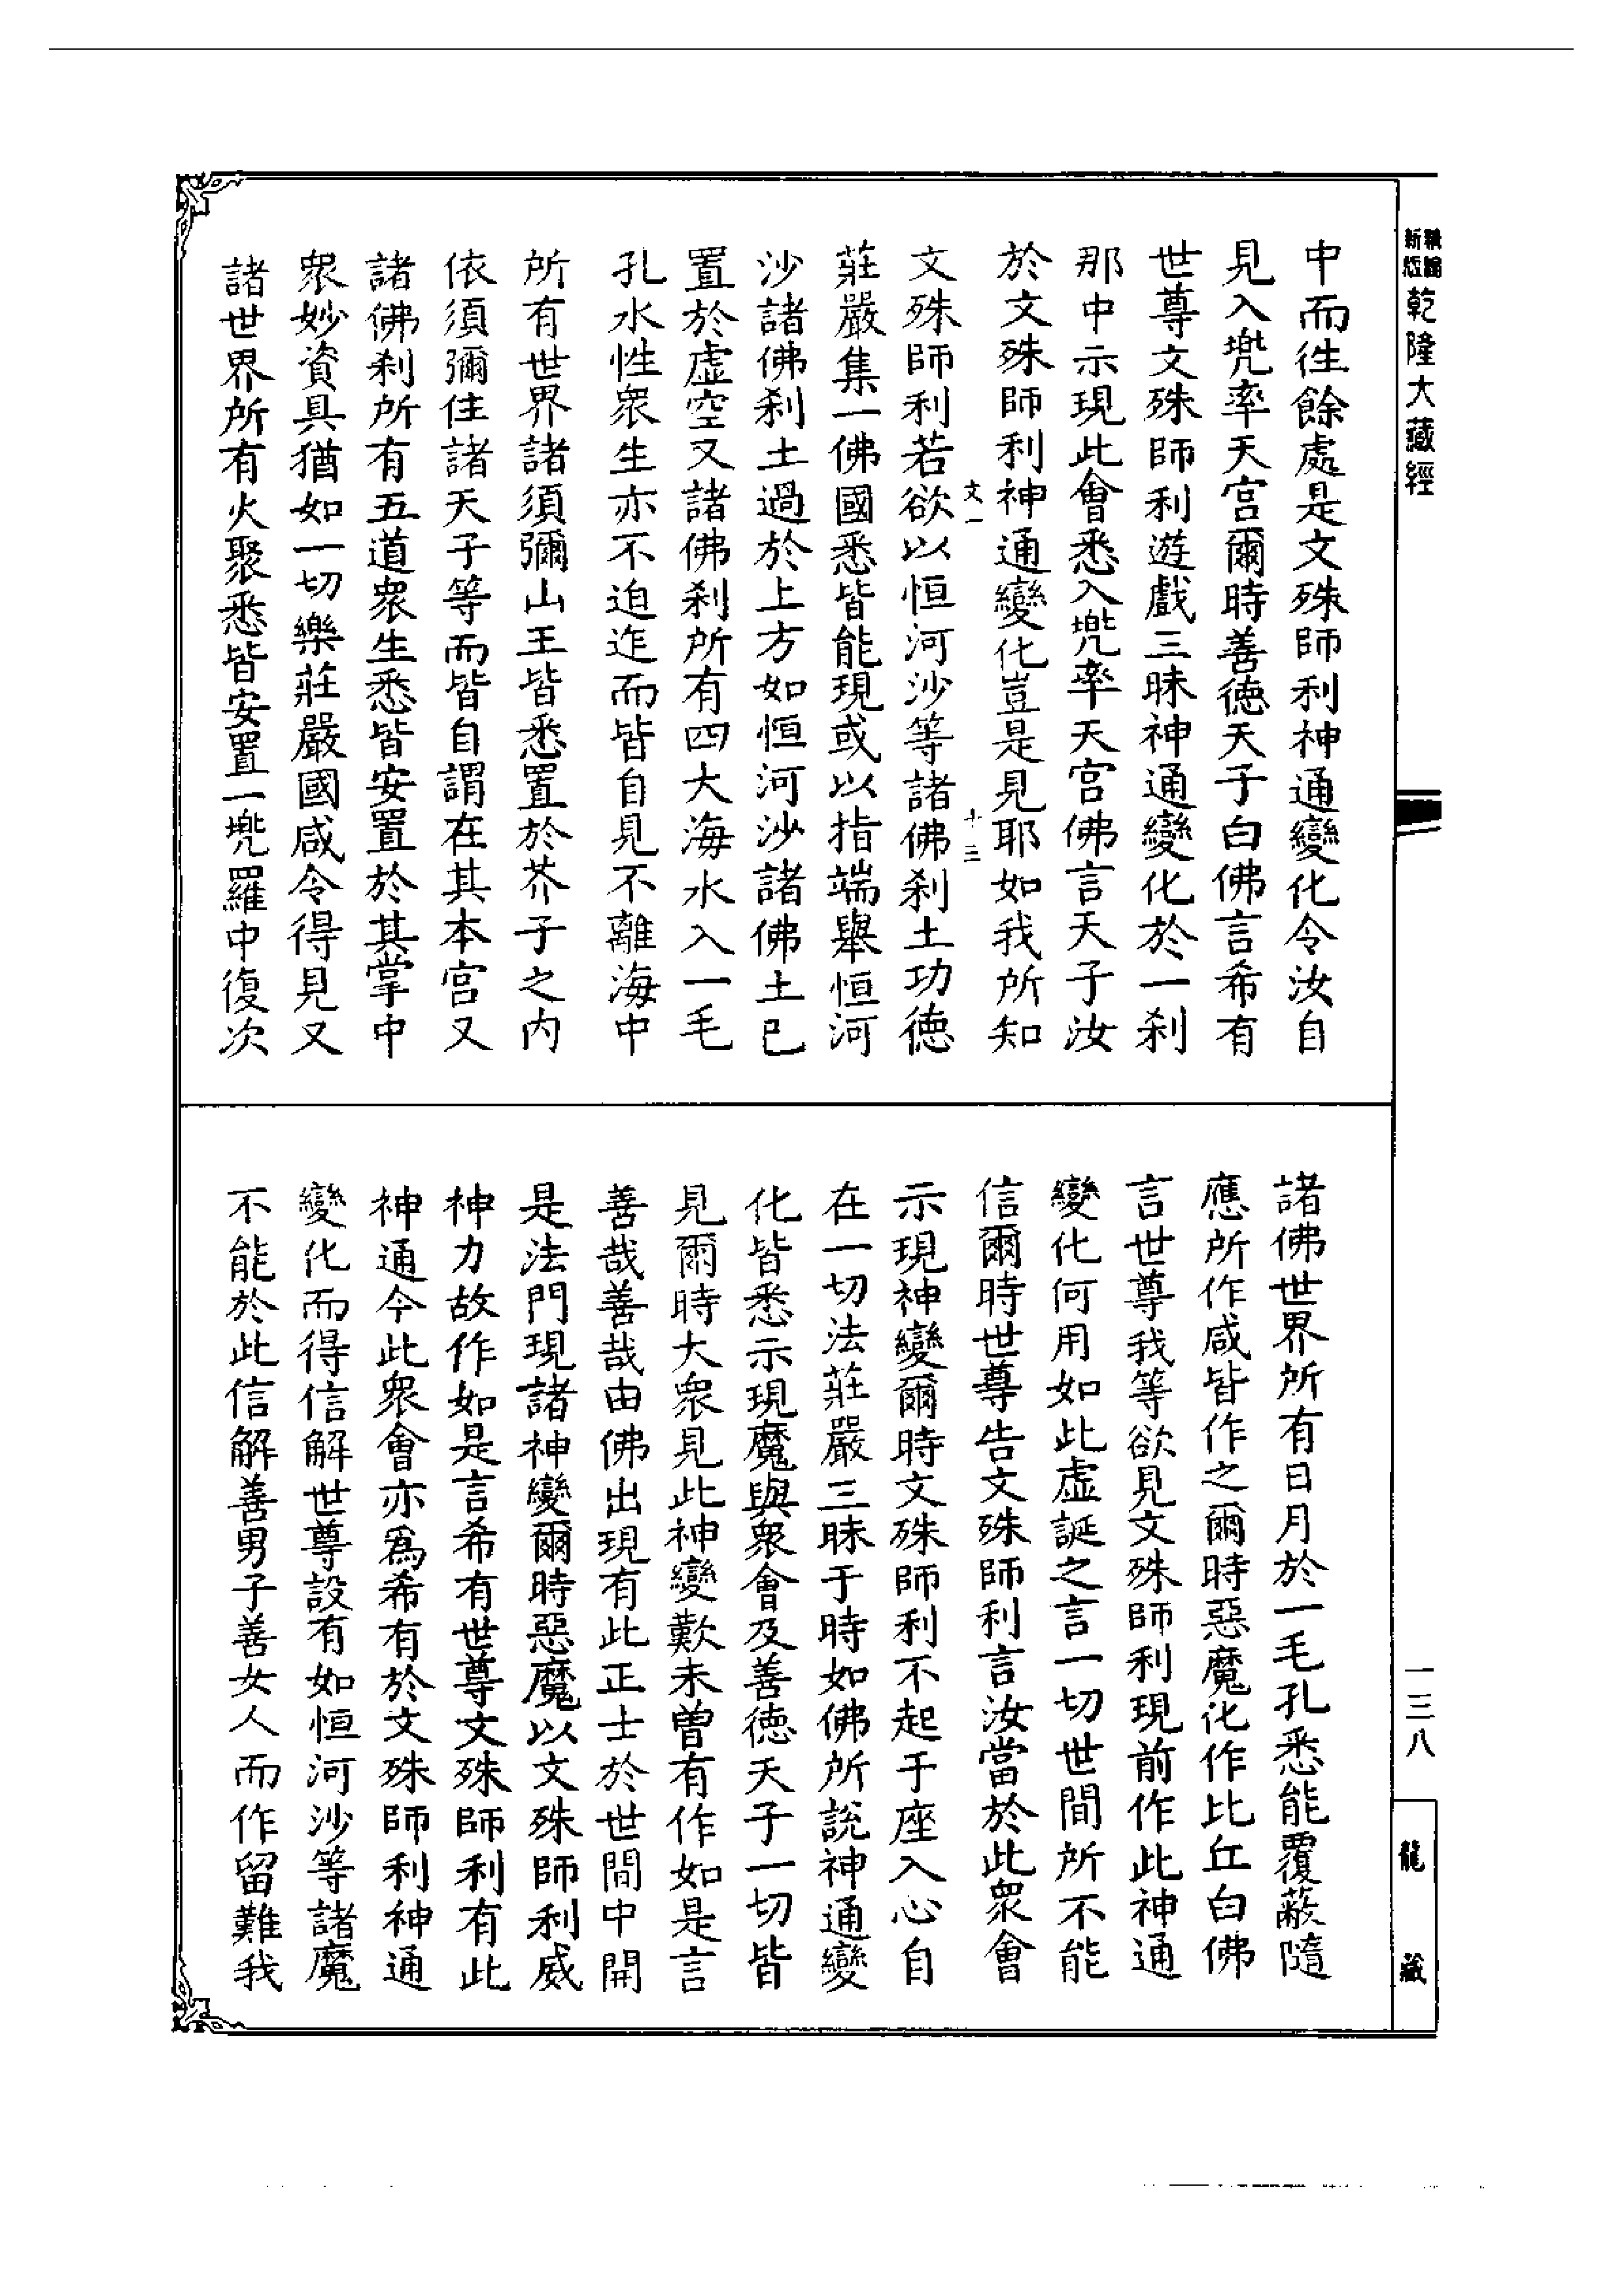 新版精編乾隆大藏經
一三八
龍藏
中而徃餘處是文殊師利神通變化令汝自
見入兠率天宫爾時善德天子白佛言希有
世尊文殊師利遊戲三昧神通變化於一刹
那中示現此會悉入兠率天宫佛言天子汝
於文殊師利神通變化豈是見耶如我所知
文一
十三
文殊師利若欲以恒河沙等諸佛刹土功德
莊嚴集一佛國悉皆能現或以指端舉恒河
沙諸佛刹土過於上方如恒河沙諸佛土已
置於虛空又諸佛刹所有四大海水入一毛
孔水性衆生亦不迫迮而皆自見不離海中
所有世界諸須彌山王皆悉置於芥子之内
依須彌住諸天子等而皆自謂在其本宫又
諸佛刹所有五道衆生悉皆安置於其掌中
衆妙資具猶如一切樂莊嚴國咸令得見又
諸世界所有火聚悉皆安置一兠羅中復次
諸佛世界所有日月於一毛孔悉能覆蔽隨
應所作咸皆作之爾時惡魔化作比丘白佛
言世尊我等欲見文殊師利現前作此神通
變化何用如此虛誕之言一切世間所不能
信爾時世尊告文殊師利言汝當於此衆會
示現神變爾時文殊師利不起于座入心自
在一切法莊嚴三昧于時如佛所説神通變
化皆悉示現魔與衆會及善德天子一切皆
見爾時大衆見此神變歎未曾有作如是言
善哉善哉由佛出現有此正士於世間中開
是法門現諸神變爾時惡魔以文殊師利威
神力故作如是言希有世尊文殊師利有此
神通今此衆會亦爲希有於文殊師利神通
變化而得信解世尊設有如恒河沙等諸魔
不能於此信解善男子善女人而作留難我